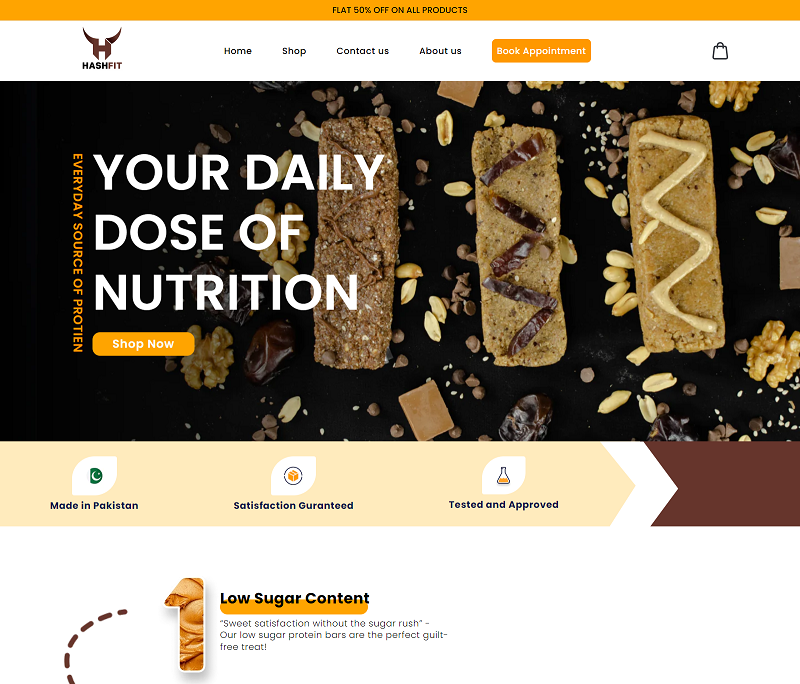 FLAT 50% OFF ON ALL PRODUCTS
HASHFIT
Home
Shop
Contact us
About us
Book Appointment
EVERYDAY SOURCE OF PROTIEN
YOUR DAILY
DOSE OF
NUTRITION
Shop Now
Made in Pakistan
Satisfaction Guranteed
Tested and Approved
1
Low Sugar Content
“Sweet satisfaction without the sugar rush” -
Our low sugar protein bars are the perfect guilt-
free treat!